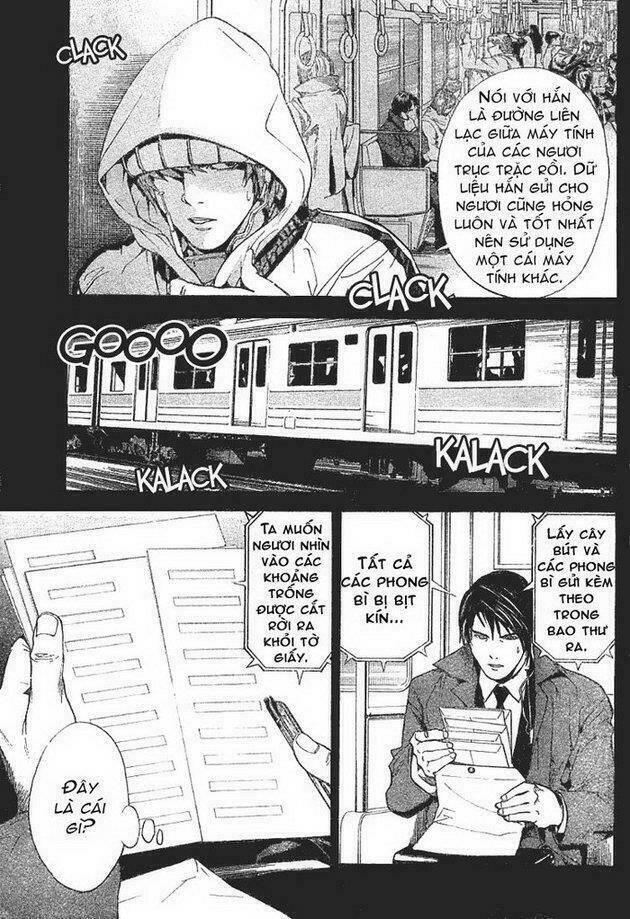 CLACK
NÓI VỚI HẮN
LÀ ĐƯỜNG LIÊN
LẠC GIỮA MÁY TÍNH
CỦA CÁC NGƯƠI
TRỤC TRẶC RỒI. DỮ
LIỆU HẮN GỬI CHO
NGƯƠI CŨNG HỎNG
LUÔN VÀ TỐT NHẤT
NÊN SỬ DỤNG
MỘT CÁI MÁY
TÍNH KHÁC.
CLACK
GOOOO
KALACK
KALACK
LẤY CÂY
BÚT VÀ
CÁC PHONG
BÌ GỬI KÈM
THEO
TRONG
BAO THƯ
RA.
TẤT CẢ
CÁC PHONG
BÌ BỊ BỊT
KÍN...
TA MUỐN
NGƯƠI NHÌN
VÀO CÁC
KHOẢNG
TRỐNG
ĐƯỢC CẮT
RỜI RA
KHỎI TỜ
GIẤY.
ĐÂY
LÀ CÁI
GÌ?